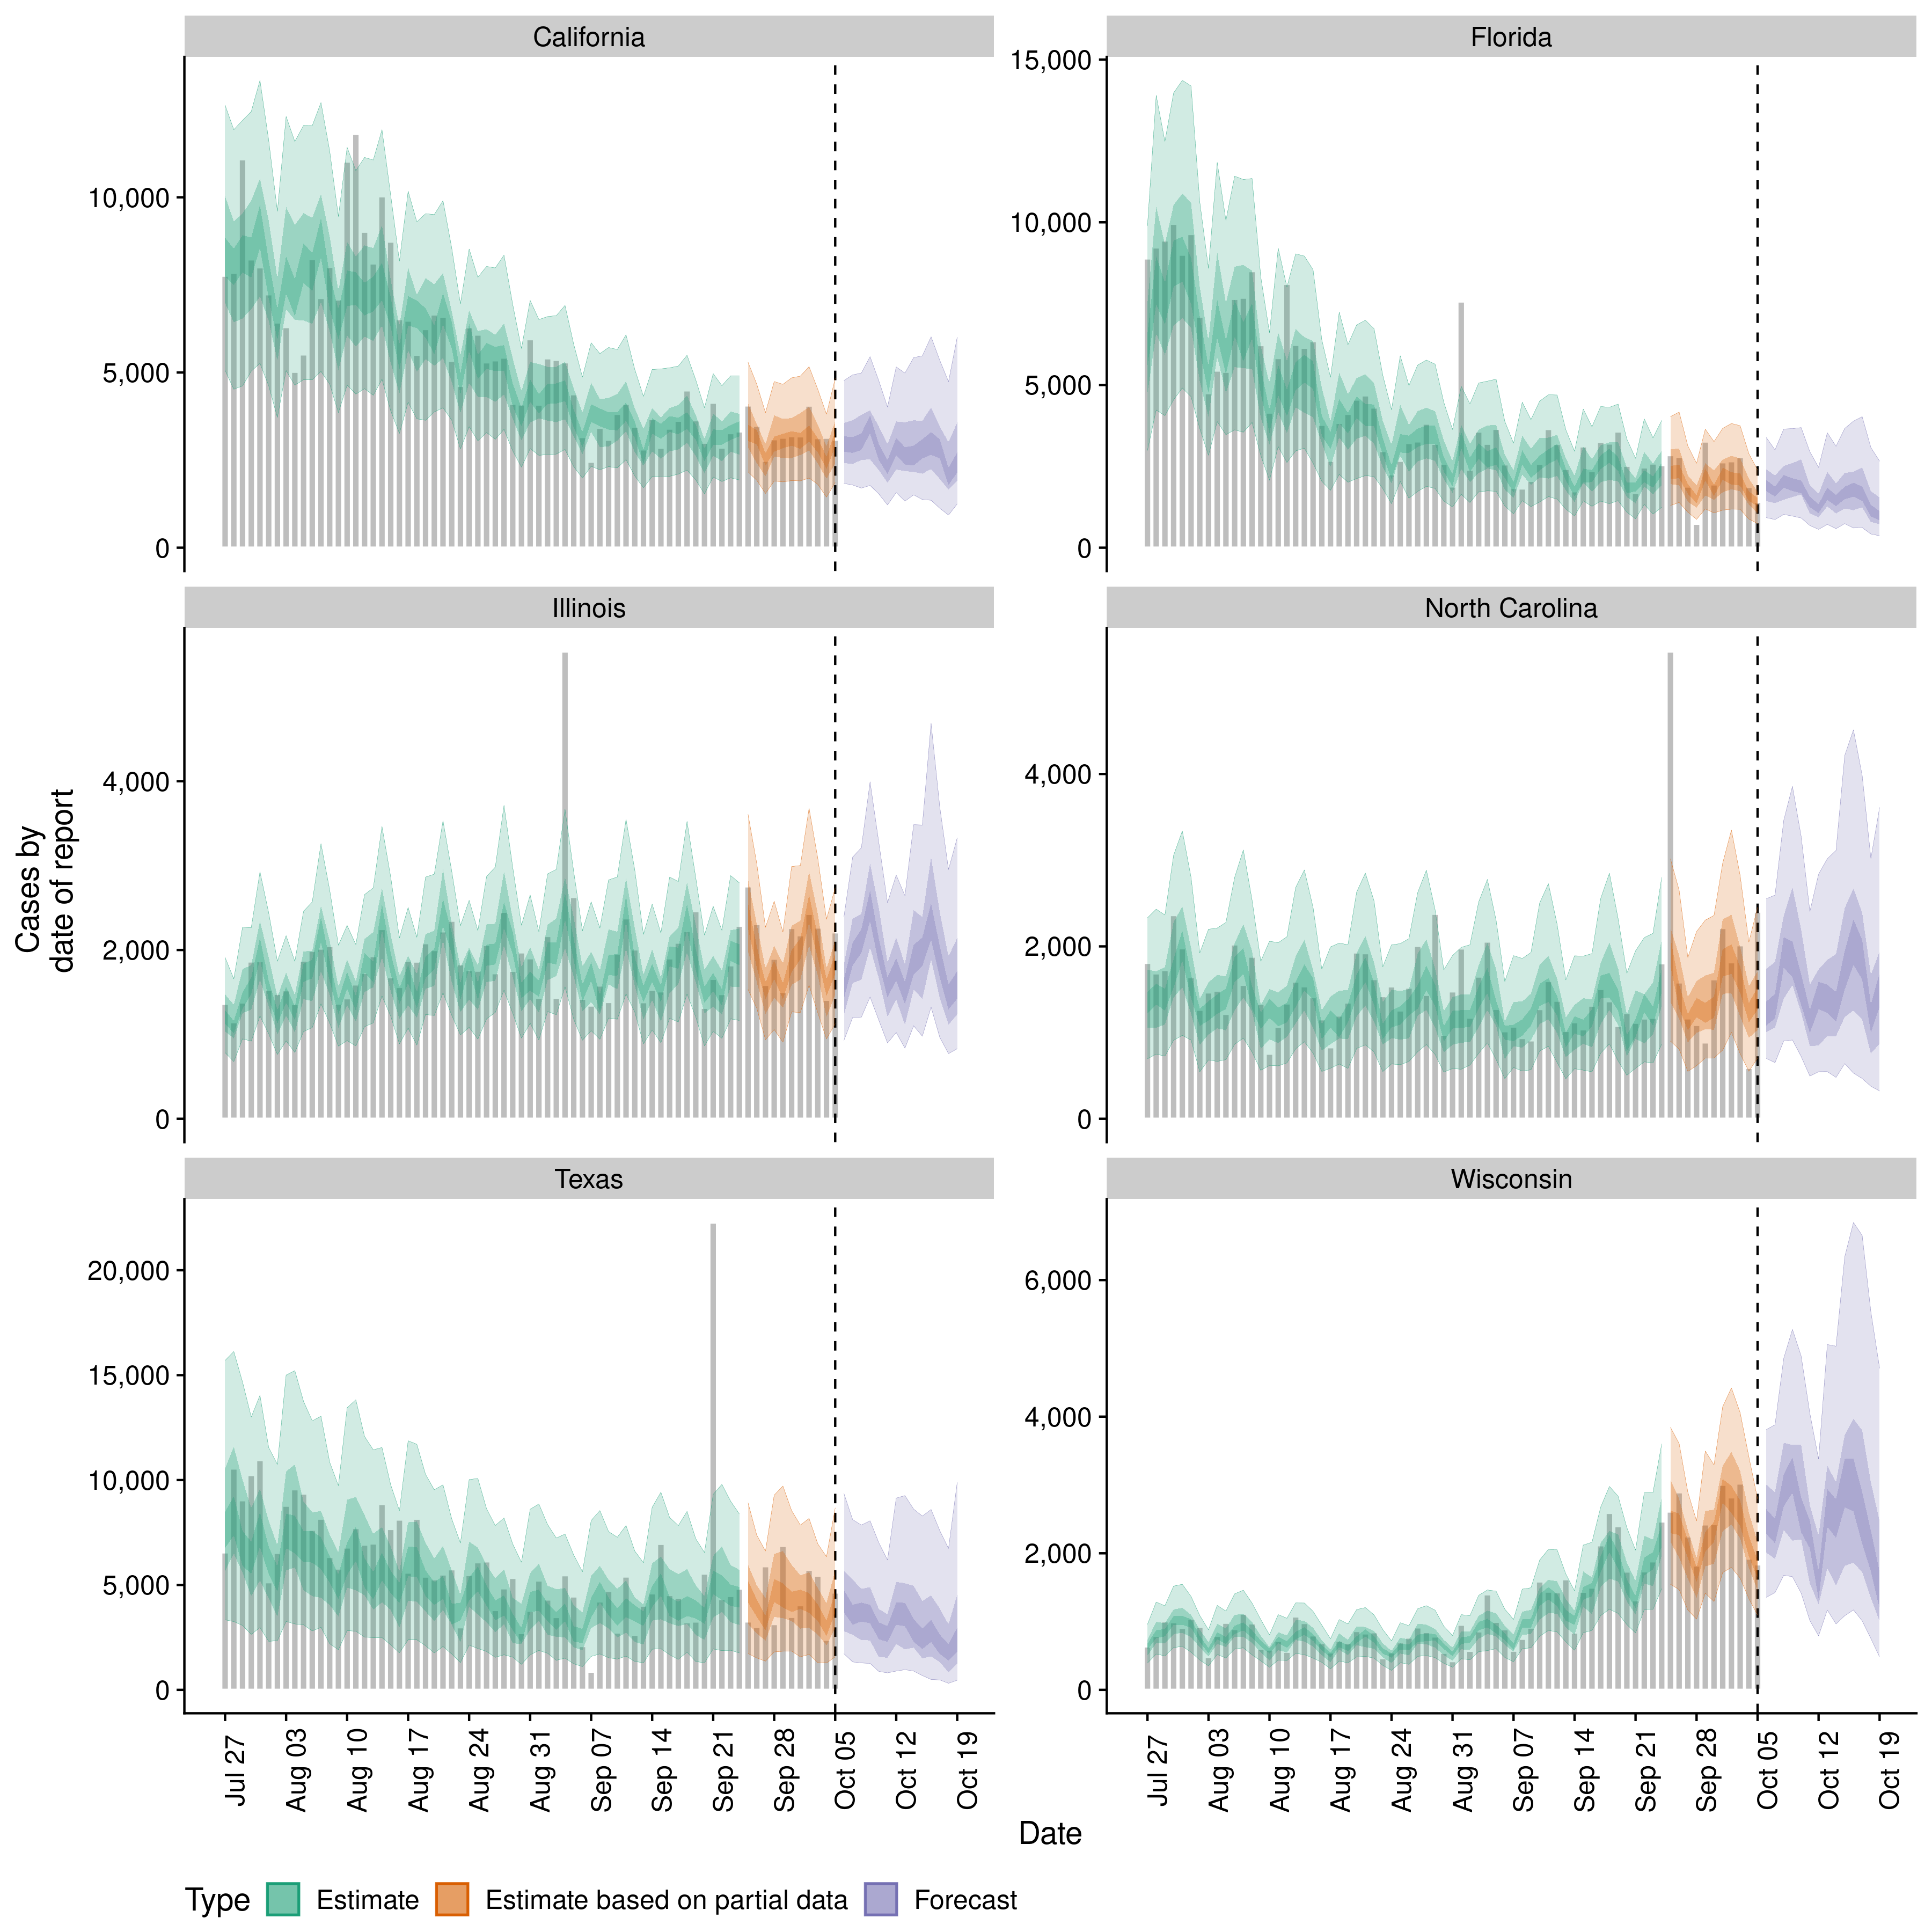 California
Florida
10,000
5,000
0
15,000
10,000
5,000
0
Illinois
North Carolina
4,000
2,000
0
4,000
2,000
0
Cases by
date of report
Texas
Wisconsin
20,000
15,000
10,000
5,000
0
6,000
4,000
2,000
0
Jul 27
Aug 03
Aug 10
Aug 17
Aug 24
Aug 31
Sep 07
Sep 14
Sep 21
Sep 28
Oct 05
Oct 12
Oct 19
Jul 27
Aug 03
Aug 10
Aug 17
Aug 24
Aug 31
Sep 07
Sep 14
Sep 21
Sep 28
Oct 05
Oct 12
Oct 19
Date
Type Estimate Estimate based on partial data Forecast